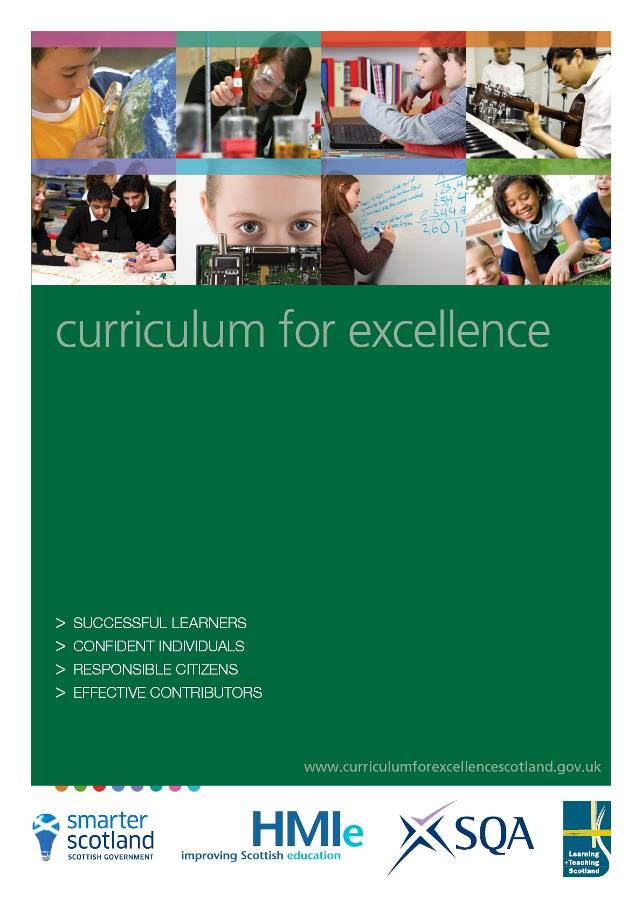 curriculum for excellence
> SUCCESSFUL LEARNERS
> CONFIDENT INDIVIDUALS
> RESPONSIBLE CITIZENS
> EFFECTIVE CONTRIBUTORS
www.curriculumforexcellencescotland.gov.uk
smarter
scotland
SCOTTISH GOVERNMENT
HMIe
improving Scottish education
SQA
Learning
+Teaching
Scotland